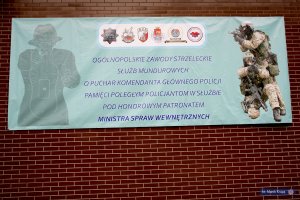 OGÓLNOPOLSKIE ZAWODY STRZELECKIE
SŁUŻB MUNDUROWYCH
O PUCHAR KOMENDANTA GŁÓWNEGO POLICJI
PAMIĘCI POLEGŁYM POLICJANTOM W SŁUŻBIE
POD HONOROWYM PATRONATEM
MINISTRA SPRAW WEWNĘTRZNYCH